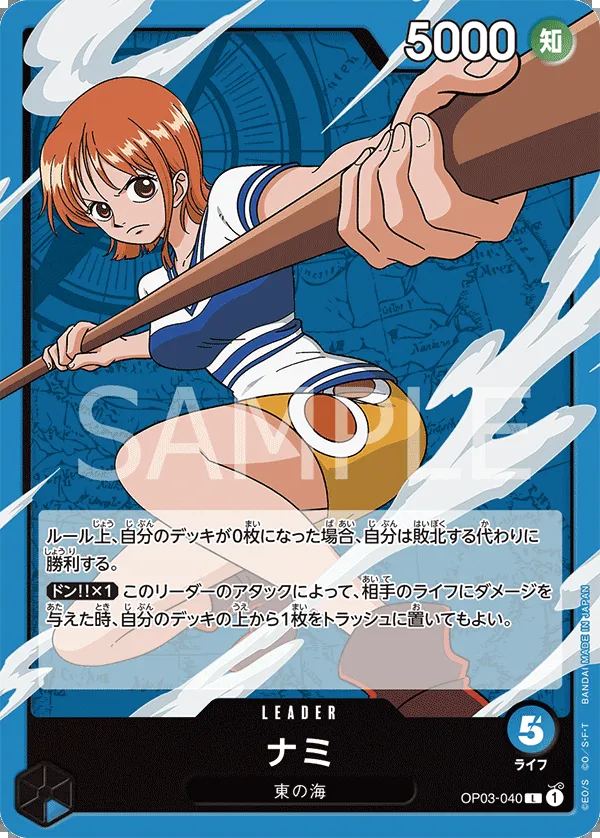 5000 知
SAMPLE
ルール上、自分のデッキが0枚になった場合、自分は敗北する代わりに
勝利する。
ドン!!×1 このリーダーのアタックによって、相手のライフにダメージを
与えた時、自分のデッキの上から1枚をトラッシュに置いてもよい。
LEADER
ナミ
東の海
5
ライフ
OP03-040 L 1
©E.O/S ©O./S·F·T BANDAI MADE IN JAPAN